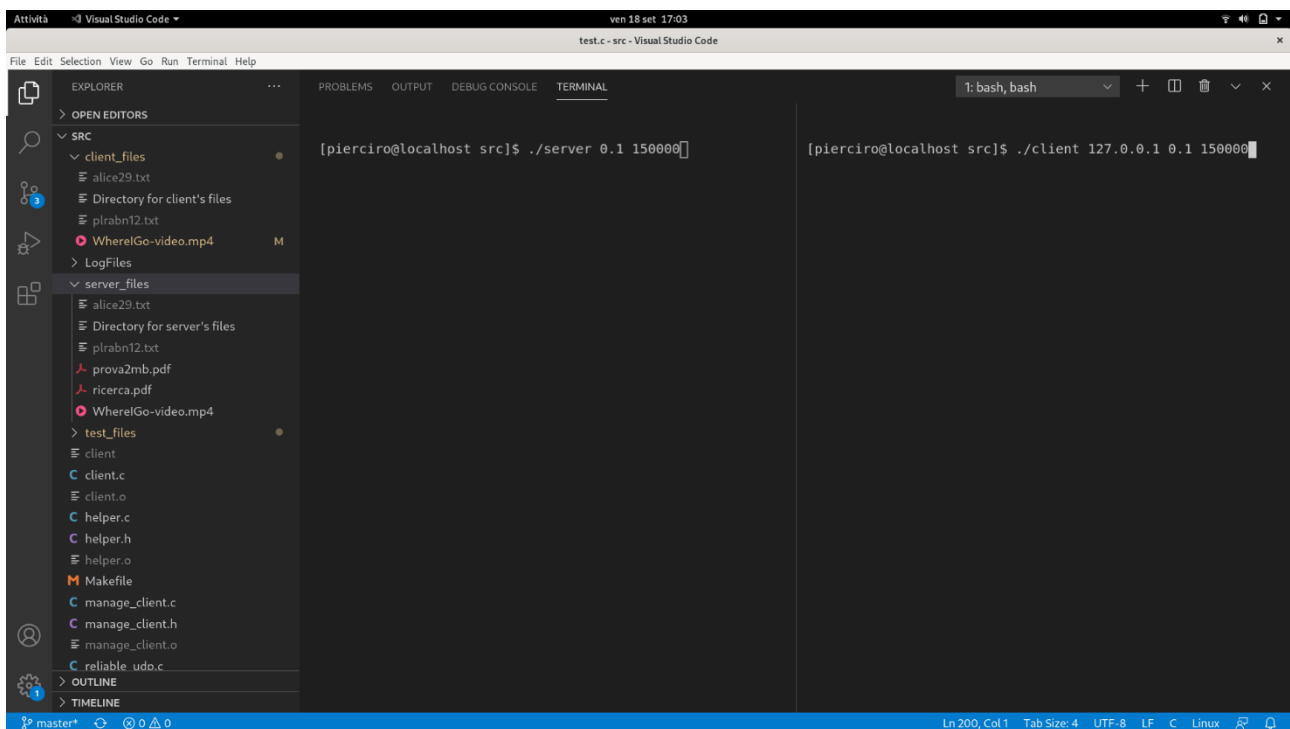 Attività Visual Studio Code ven 18 set 17:03
test.c - src - Visual Studio Code
File Edit Selection View Go Run Terminal Help
EXPLORER
OPEN EDITORS
SRC
client_files
alice29.txt
Directory for client's files
plrabn12.txt
WhereIGo-video.mp4 M
LogFiles
server_files
alice29.txt
Directory for server's files
plrabn12.txt
prova2mb.pdf
ricerca.pdf
WhereIGo-video.mp4
test_files
client
C client.c
client.o
C helper.c
C helper.h
helper.o
M Makefile
C manage_client.c
C manage_client.h
manage_client.o
C reliable_udp.c
OUTLINE
TIMELINE
3
1
PROBLEMS OUTPUT DEBUG CONSOLE TERMINAL 1: bash, bash
[pierciro@localhost src]$ ./server 0.1 150000
[pierciro@localhost src]$ ./client 127.0.0.1 0.1 150000
master* 0 0 Ln 200, Col 1 Tab Size: 4 UTF-8 LF C Linux